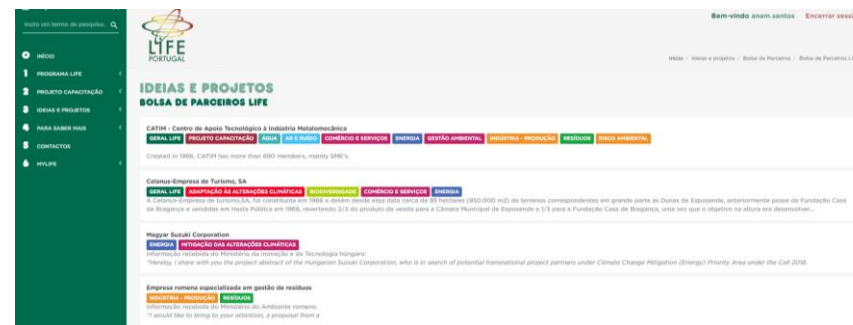 Insira um termo de pesquisa.
Bem-vindo anam.santos Encerrar sessã
LIFE
PORTUGAL
Início / Ideias e projetos / Bolsa de Parceiros / Bolsa de Parceiros LI
INÍCIO
1 PROGRAMA LIFE
2 PROJETO CAPACITAÇÃO
3 IDEIAS E PROJETOS
4 PARA SABER MAIS
5 CONTACTOS
MYLIFE
IDEIAS E PROJETOS
BOLSA DE PARCEIROS LIFE
CATIM - Centro de Apoio Tecnológico à Indústria Metalomecânica
GERAL LIFE PROJETO CAPACITAÇÃO ÁGUA AR E RUÍDO COMÉRCIO E SERVIÇOS ENERGIA GESTÃO AMBIENTAL INDÚSTRIA - PRODUÇÃO RESÍDUOS RISCO AMBIENTAL
Created in 1986, CATIM has more than 690 members, mainly SME's.
Celanus-Empresa de Turismo, SA
GERAL LIFE ADAPTAÇÃO ÀS ALTERAÇÕES CLIMÁTICAS BIODIVERSIDADE COMÉRCIO E SERVIÇOS ENERGIA
A Celanus-Empresa de turismo,SA, foi constituída em 1986 e detém desde essa data cerca de 95 hectares (950.000 m2) de terrenos correspondentes em grande parte às Dunas de Esposende, anteriormente posse da Fundação Casa
de Bragança e vendidas em Hasta Pública em 1986, revertendo 2/3 do produto da venda para a Câmara Municipal de Esposende e 1/3 para a Fundação Casa de Bragança, uma vez que o objetivo na altura era desenvolver...
Magyar Suzuki Corporation
ENERGIA MITIGAÇÃO DAS ALTERAÇÕES CLIMÁTICAS
Informação recebida do Ministério da Inovação e da Tecnologia húngaro:
"Hereby, I share with you the project abstract of the Hungarian Suzuki Corporation, who is in search of potential transnational project partners under Climate Change Mitigation (Energy) Priority Area under the Call 2018.
Empresa romena especializada em gestão de resíduos
INDÚSTRIA - PRODUÇÃO RESÍDUOS
Informação recebida do Ministério do Ambiente romeno:
"I would like to bring to your attention, a proposal from a